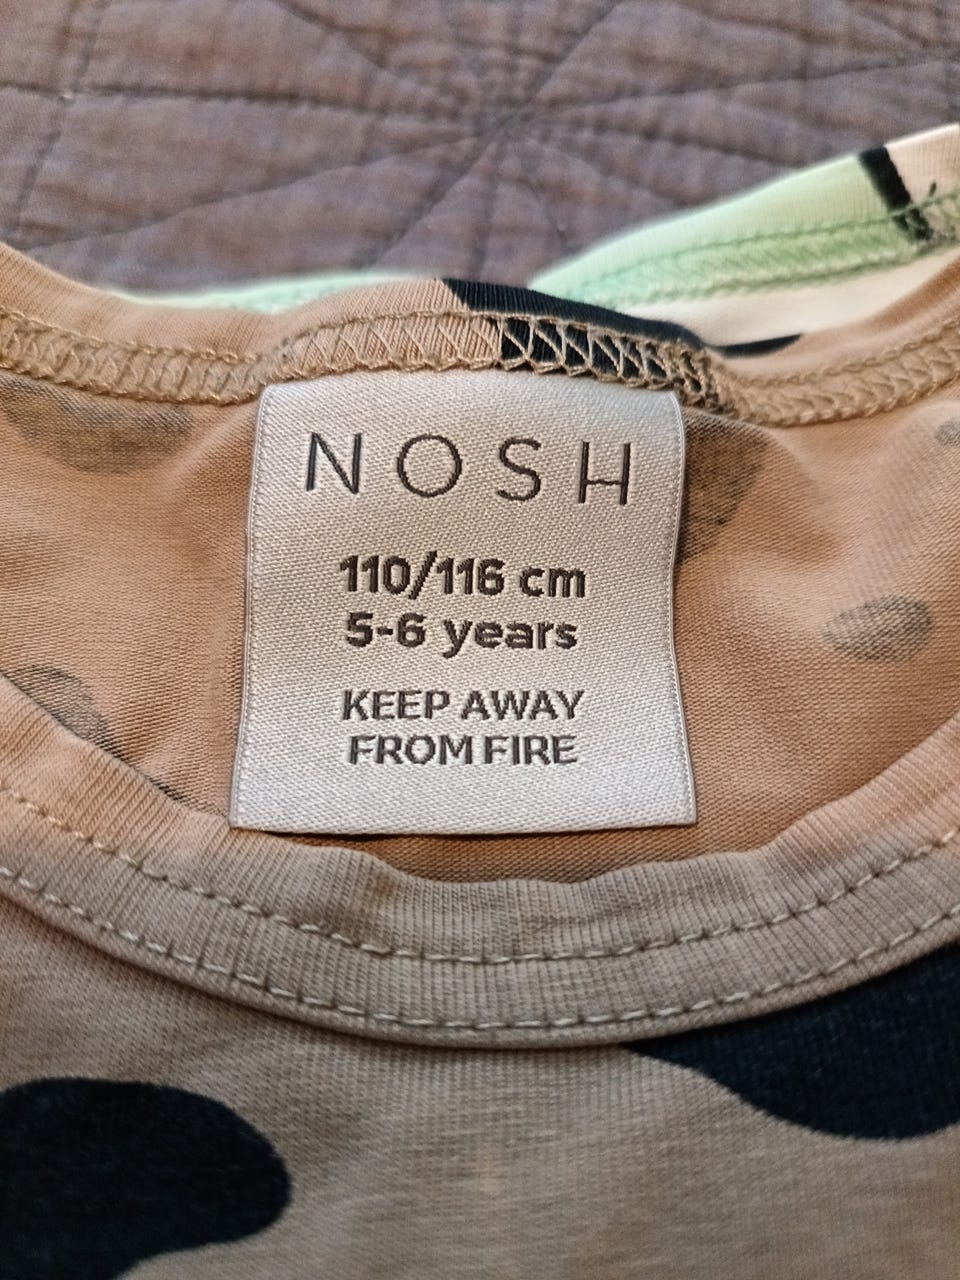 NOSH
110/116 cm
5-6 years
KEEP AWAY
FROM FIRE